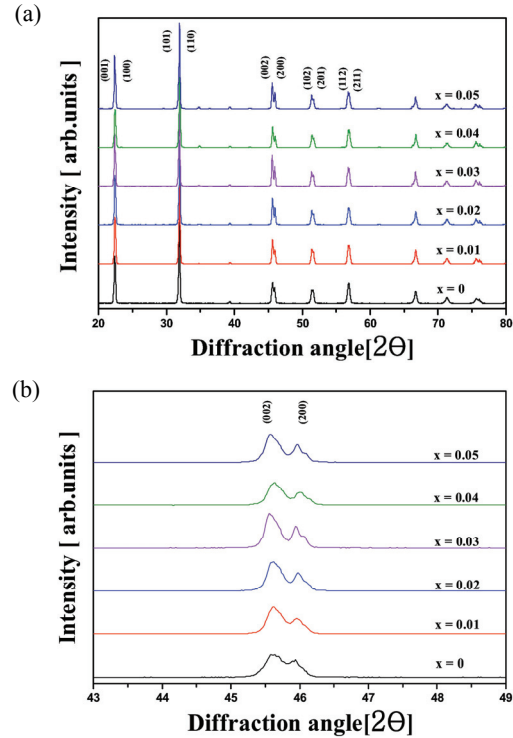 (a)
Intensity [ arb.units ]
(001)
(100)
(101)
(110)
(002)
(200)
(102)
(201)
(112)
(211)
x = 0.05
x = 0.04
x = 0.03
x = 0.02
x = 0.01
x = 0
20 30 40 50 60 70 80
Diffraction angle[2Θ]
(b)
Intensity [ arb.units ]
(002)
(200)
x = 0.05
x = 0.04
x = 0.03
x = 0.02
x = 0.01
x = 0
43 44 45 46 47 48 49
Diffraction angle[2Θ]